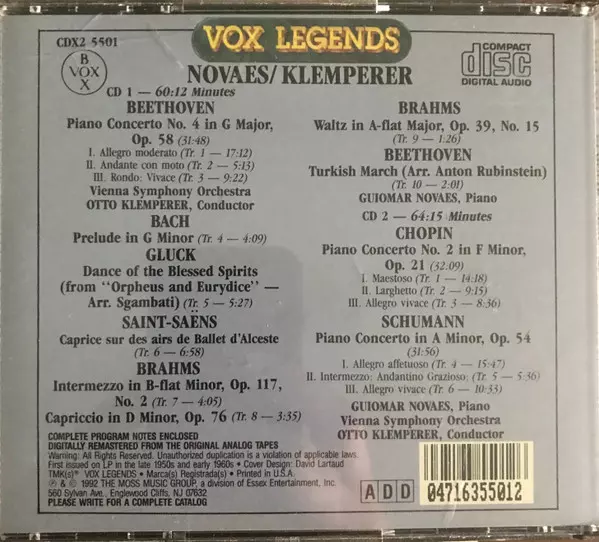 CDX2 5501
VOX LEGENDS
COMPACT
disc
DIGITAL AUDIO
B
VOX
X
NOVAES/ KLEMPERER
CD 1 — 60:12 Minutes
BEETHOVEN
Piano Concerto No. 4 in G Major,
Op. 58 (31:48)
I. Allegro moderato (Tr. 1 — 17:12)
II. Andante con moto (Tr. 2 — 5:13)
III. Rondo: Vivace (Tr. 3 — 9:22)
Vienna Symphony Orchestra
OTTO KLEMPERER, Conductor
BACH
Prelude in G Minor (Tr. 4 — 4:09)
GLUCK
Dance of the Blessed Spirits
(from "Orpheus and Eurydice" —
Arr. Sgambati) (Tr. 5 — 5:27)
SAINT-SAËNS
Caprice sur des airs de Ballet d'Alceste
(Tr. 6 — 6:58)
BRAHMS
Intermezzo in B-flat Minor, Op. 117,
No. 2 (Tr. 7 — 4:05)
Capriccio in D Minor, Op. 76 (Tr. 8 — 3:35)
BRAHMS
Waltz in A-flat Major, Op. 39, No. 15
(Tr. 9 — 1:26)
BEETHOVEN
Turkish March (Arr. Anton Rubinstein)
(Tr. 10 — 2:01)
GUIOMAR NOVAES, Piano
CD 2 — 64:15 Minutes
CHOPIN
Piano Concerto No. 2 in F Minor,
Op. 21 (32:09)
I. Maestoso (Tr. 1 — 14:18)
II. Larghetto (Tr. 2 — 9:15)
III. Allegro vivace (Tr. 3 — 8:36)
SCHUMANN
Piano Concerto in A Minor, Op. 54
(31:56)
I. Allegro affetuoso (Tr. 4 — 15:47)
II. Intermezzo: Andantino Grazioso: (Tr. 5 — 5:36)
III. Allegro vivace (Tr. 6 — 10:33)
GUIOMAR NOVAES, Piano
Vienna Symphony Orchestra
OTTO KLEMPERER, Conductor
COMPLETE PROGRAM NOTES ENCLOSED
DIGITALLY REMASTERED FROM THE ORIGINAL ANALOG TAPES
Warning: All Rights Reserved. Unauthorized duplication is a violation of applicable laws.
First issued on LP in the late 1950s and early 1960s • Cover Design: David Lartaud
TMK(s)® VOX LEGENDS • Marca(s) Registrada(s) • Printed in U.S.A.
℗ & © 1992 THE MOSS MUSIC GROUP, a division of Essex Entertainment, Inc.
560 Sylvan Ave., Englewood Cliffs, NJ 07632
PLEASE WRITE FOR A COMPLETE CATALOG
A D D
04716355012